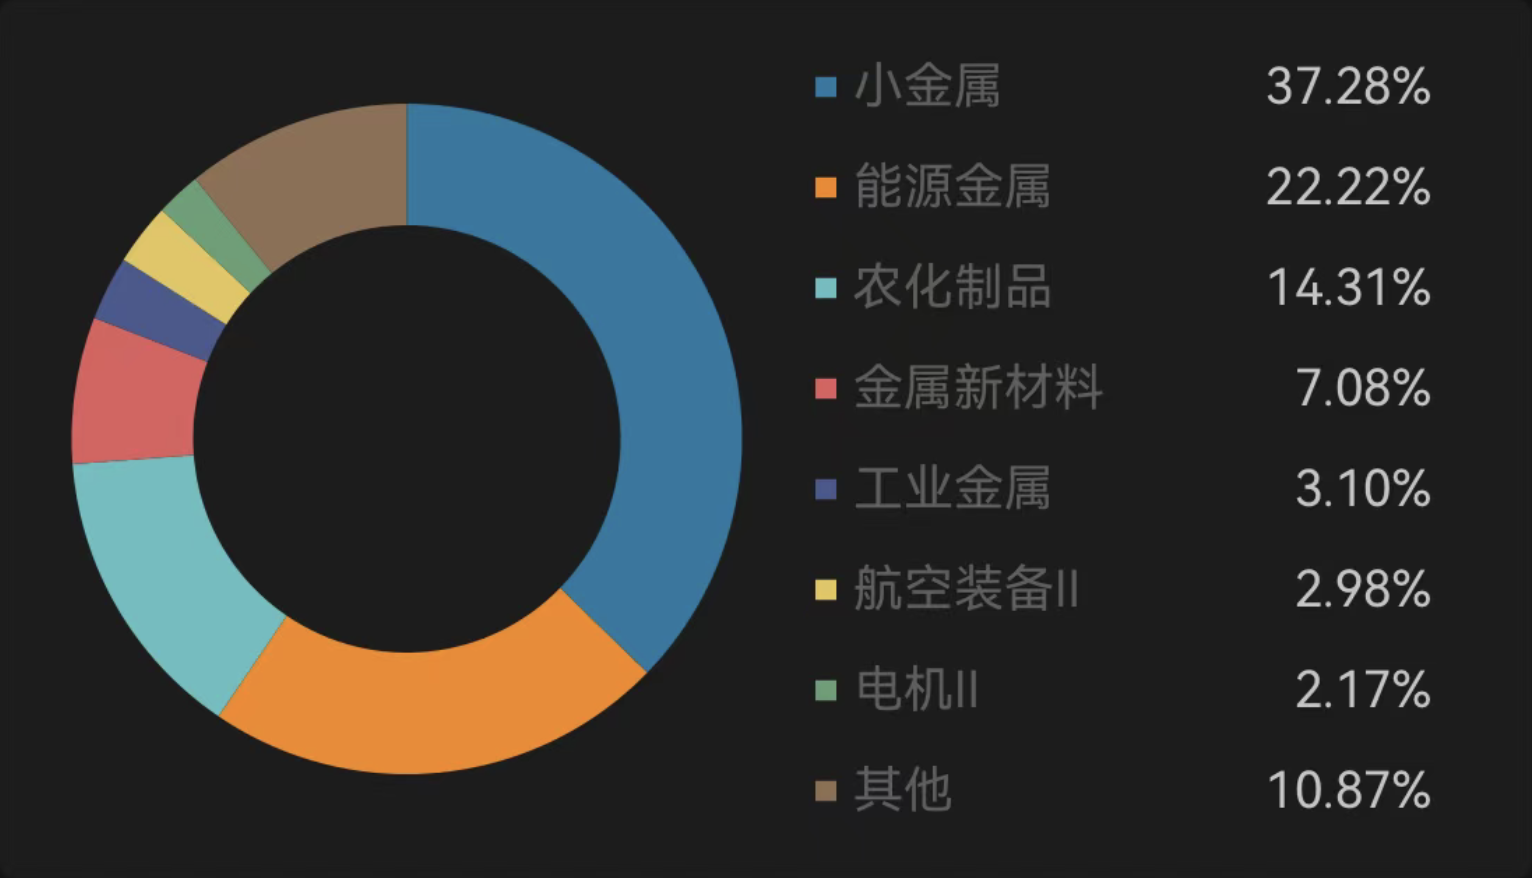 小金属 37.28%
能源金属 22.22%
农化制品 14.31%
金属新材料 7.08%
工业金属 3.10%
航空装备II 2.98%
电机II 2.17%
其他 10.87%